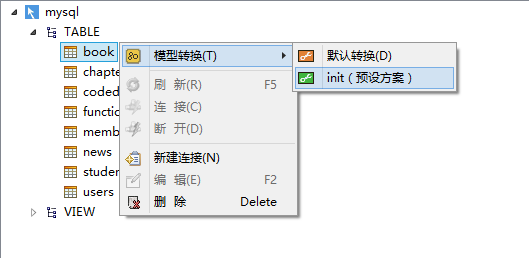 mysql
TABLE
book
模型转换(T)
默认转换(D)
init（预设方案）
chapte
coded
functio
memb
news
studen
users
VIEW
刷 新(R) F5
连 接(C)
断 开(D)
新建连接(N)
编 辑(E) F2
删 除 Delete